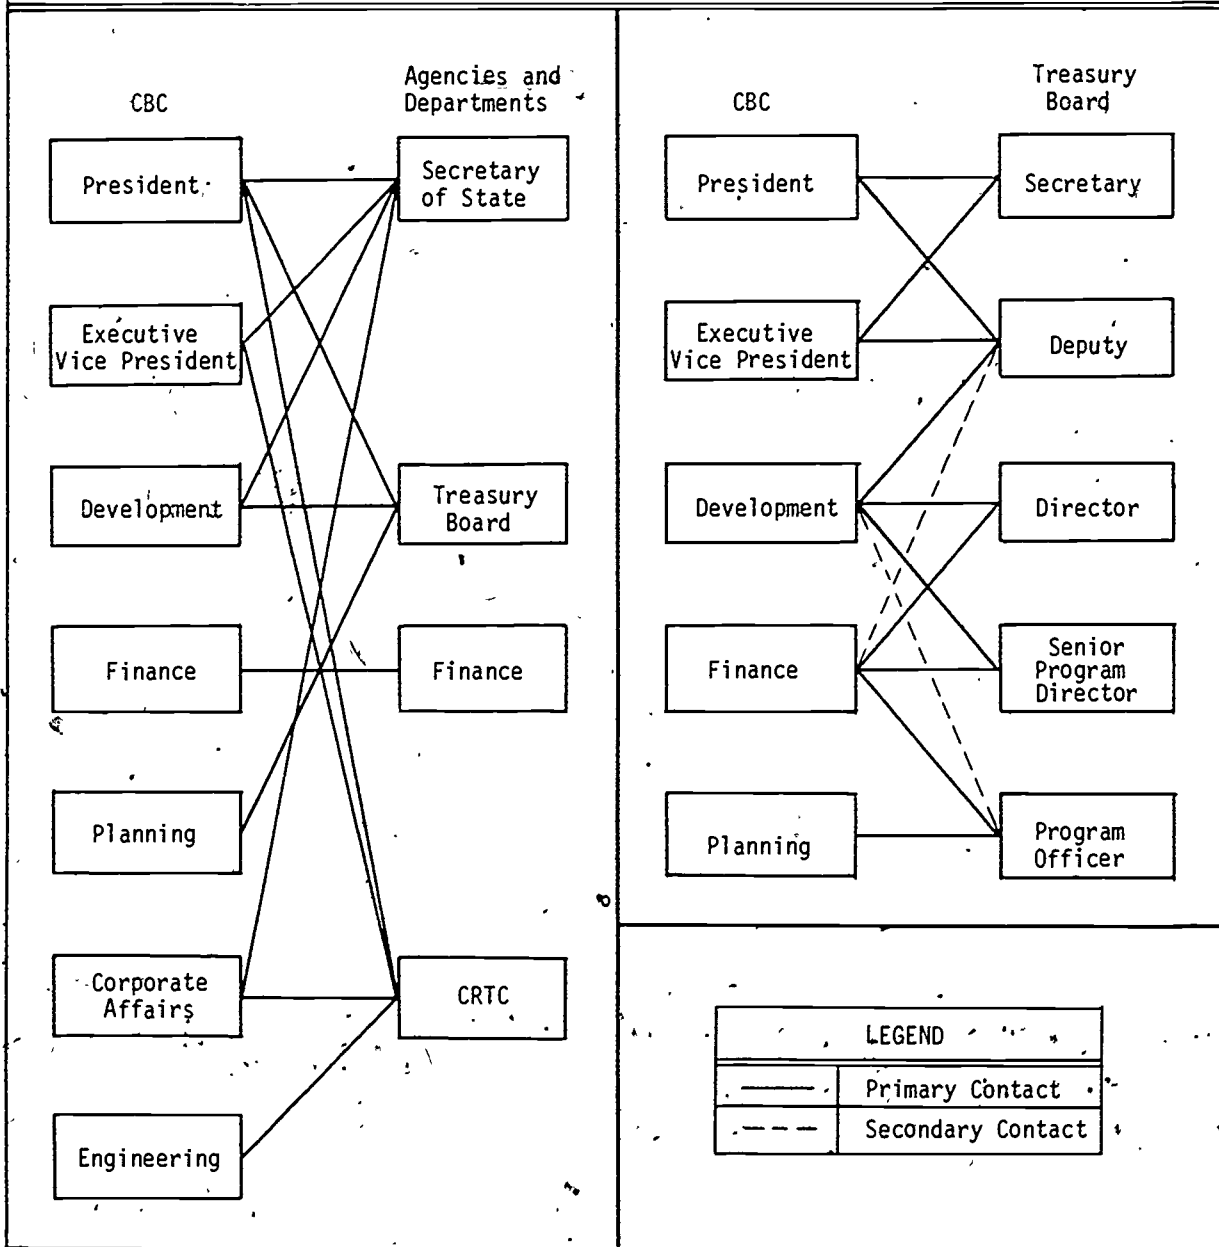 CBC
Agencies and
Departments
President
Secretary
of State
Executive
Vice President
Development
Treasury
Board
Finance
Finance
Planning
Corporate
Affairs
CRTC
Engineering
CBC
Treasury
Board
President
Secretary
Executive
Vice President
Deputy
Development
Director
Finance
Senior
Program
Director
Planning
Program
Officer
LEGEND
Primary Contact
Secondary Contact